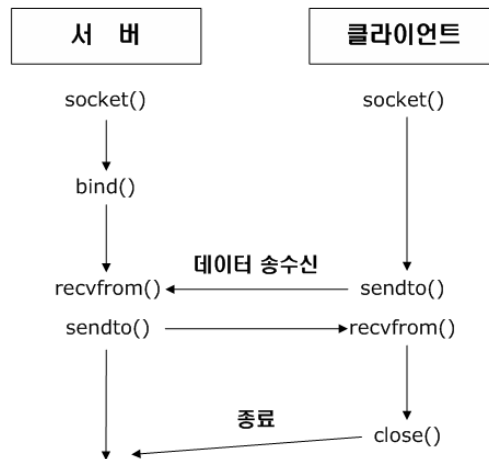 서 버
클라이언트
socket()
socket()
bind()
데이터 송수신
recvfrom()
sendto()
sendto()
recvfrom()
종료
close()